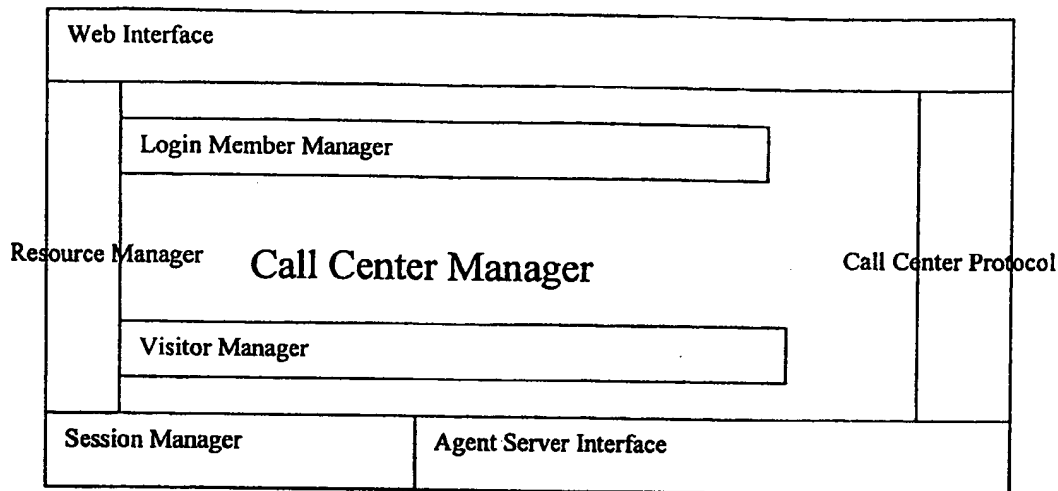 Web Interface
Login Member Manager
Resource Manager
Call Center Manager
Call Center Protocol
Visitor Manager
Session Manager
Agent Server Interface